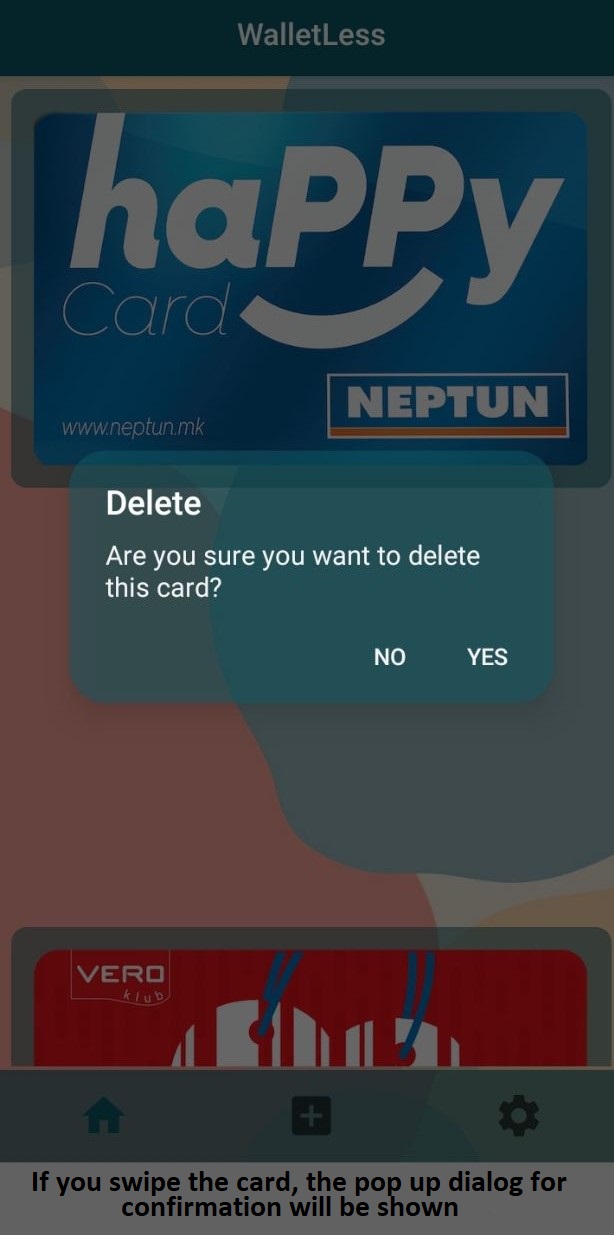 WalletLess
haPPy
Card
www.neptun.mk
NEPTUN
Delete
Are you sure you want to delete
this card?
NO YES
VERO
klub
If you swipe the card, the pop up dialog for
confirmation will be shown